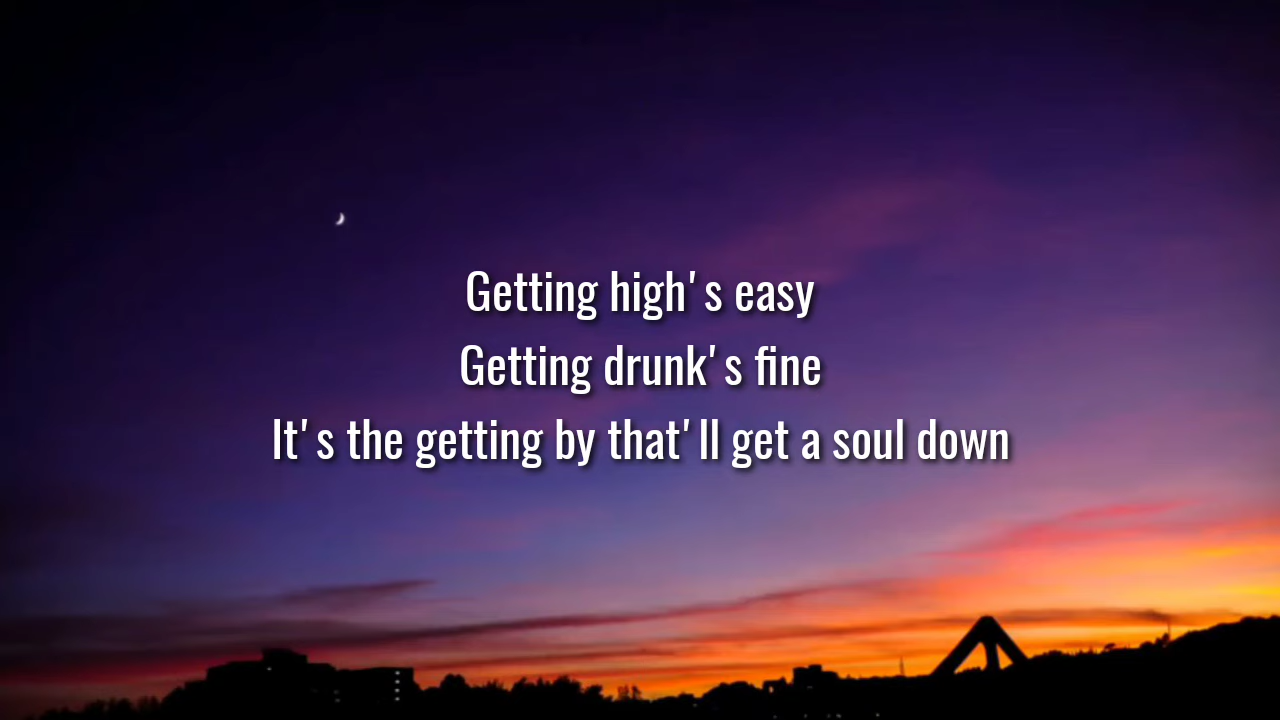 Getting high's easy
Getting drunk's fine
It's the getting by that'll get a soul down